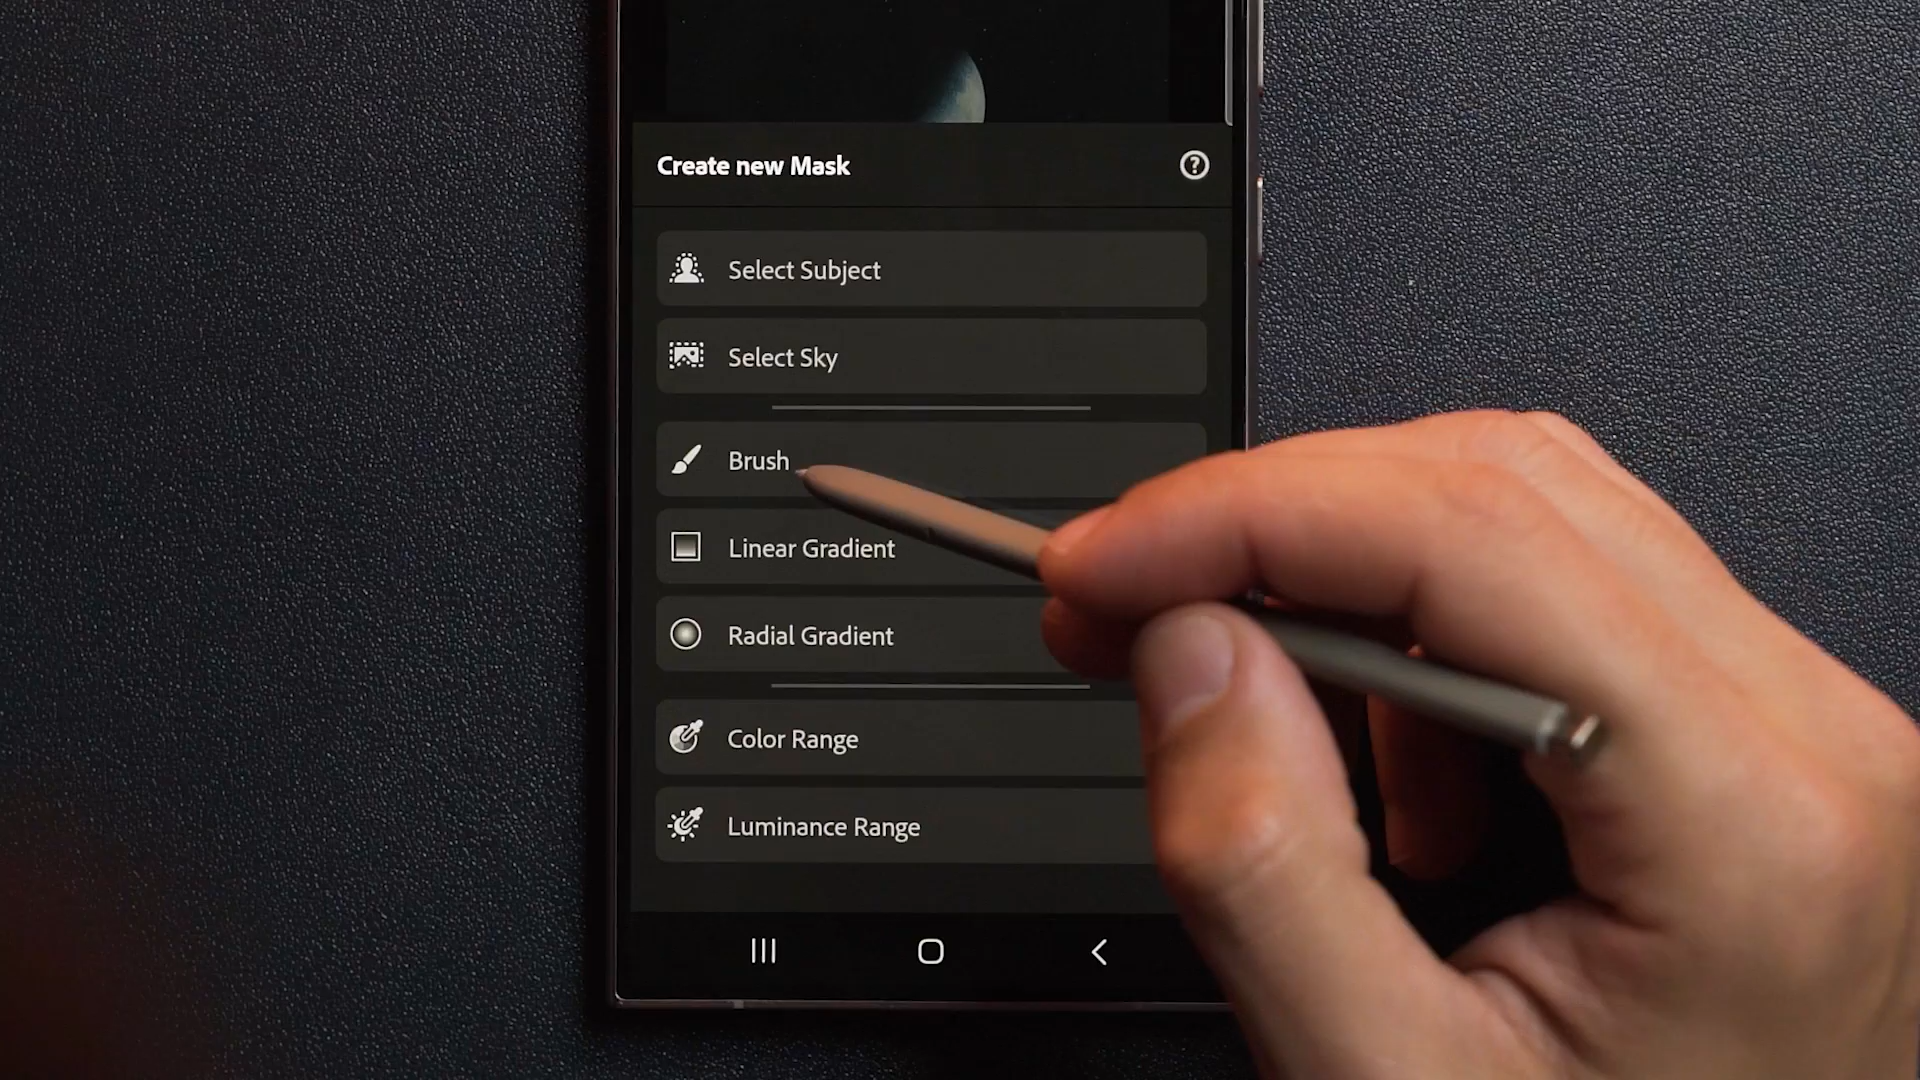 Create new Mask
Select Subject
Select Sky
Brush
Linear Gradient
Radial Gradient
Color Range
Luminance Range